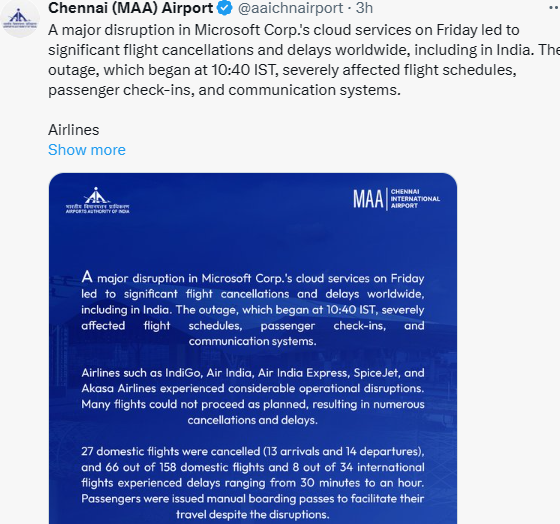 Chennai (MAA) Airport @aaichnairport · 3h
A major disruption in Microsoft Corp.'s cloud services on Friday led to
significant flight cancellations and delays worldwide, including in India. The
outage, which began at 10:40 IST, severely affected flight schedules,
passenger check-ins, and communication systems.
Airlines
Show more
भारतीय विमानपत्तन प्राधिकरण
AIRPORTS AUTHORITY OF INDIA
MAA CHENNAI
INTERNATIONAL
AIRPORT
A major disruption in Microsoft Corp.'s cloud services on Friday
led to significant flight cancellations and delays worldwide,
including in India. The outage, which began at 10:40 IST, severely
affected flight schedules, passenger check-ins, and
communication systems.
Airlines such as IndiGo, Air India, Air India Express, SpiceJet, and
Akasa Airlines experienced considerable operational disruptions.
Many flights could not proceed as planned, resulting in numerous
cancellations and delays.
27 domestic flights were cancelled (13 arrivals and 14 departures),
and 66 out of 158 domestic flights and 8 out of 34 international
flights experienced delays ranging from 30 minutes to an hour.
Passengers were issued manual boarding passes to facilitate their
travel despite the disruptions.